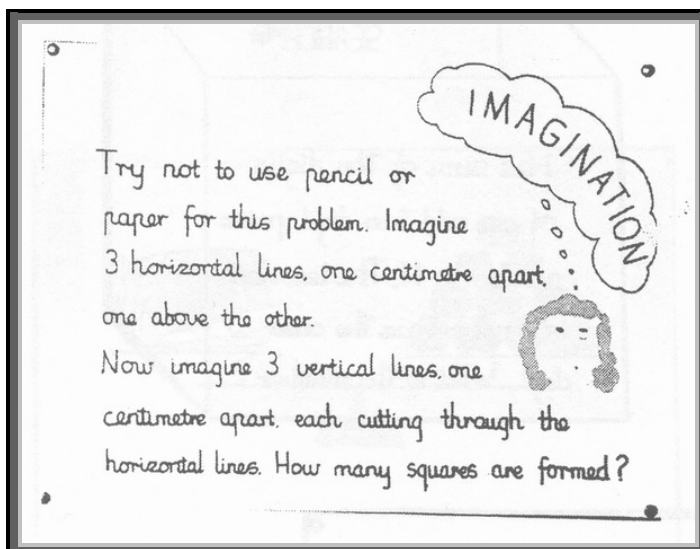 IMAGINATION
Try not to use pencil or
paper for this problem. Imagine
3 horizontal lines, one centimetre apart,
one above the other.
Now imagine 3 vertical lines, one
centimetre apart, each cutting through the
horizontal lines. How many squares are formed?